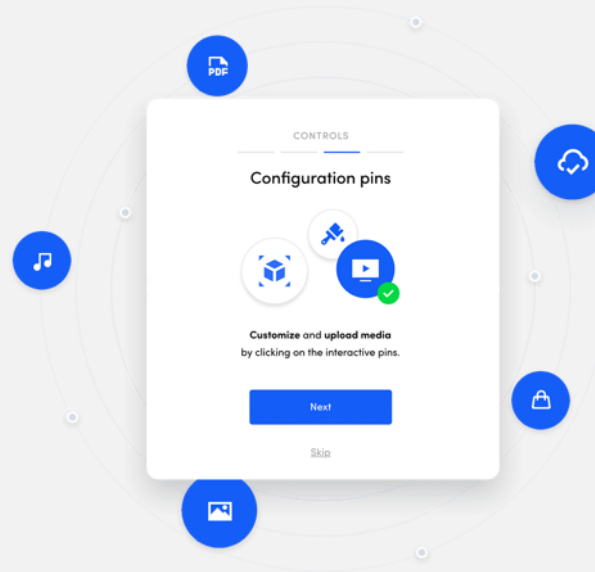 PDF
CONTROLS
Configuration pins
Customize and upload media
by clicking on the interactive pins.
Next
Skip